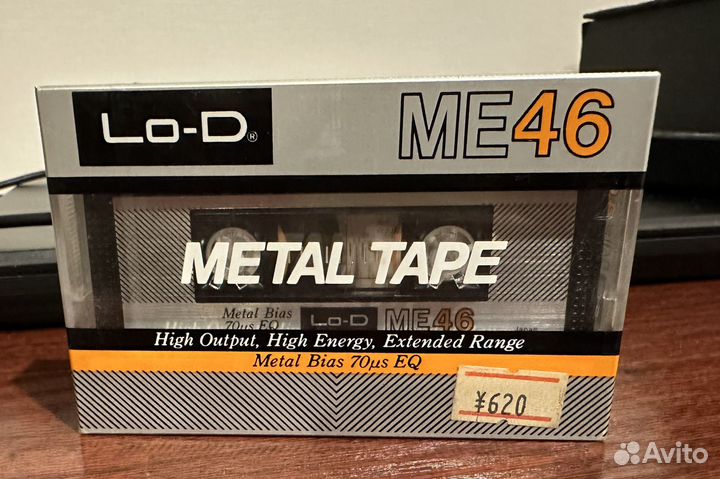 Lo-D®
ME46
METAL TAPE
Metal Bias
70µs EQ
Lo-D
ME46
Japan
High Output, High Energy, Extended Range
Metal Bias 70µs EQ
¥620
Avito